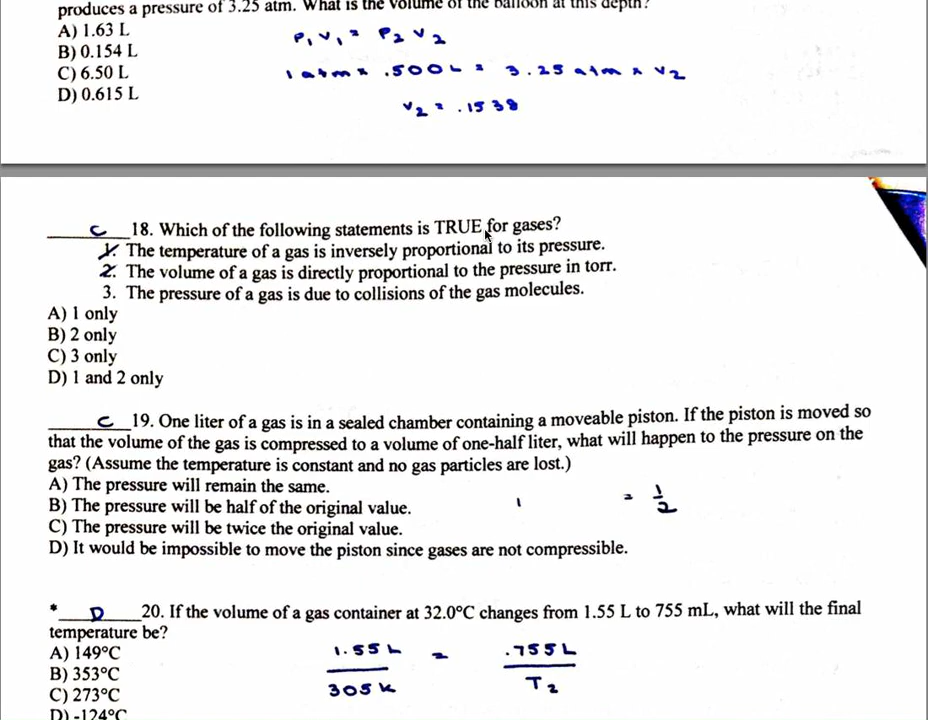 produces a pressure of 3.25 atm. What is the volume of the balloon at this depth?
A) 1.63 L
P₁ V₁ = P₂ V₂
B) 0.154 L
C) 6.50 L
1 atm x .500L = 3.25 atm x V₂
D) 0.615 L
V₂ = .1538
C 18. Which of the following statements is TRUE for gases?
1. The temperature of a gas is inversely proportional to its pressure.
2. The volume of a gas is directly proportional to the pressure in torr.
3. The pressure of a gas is due to collisions of the gas molecules.
A) 1 only
B) 2 only
C) 3 only
D) 1 and 2 only
C 19. One liter of a gas is in a sealed chamber containing a moveable piston. If the piston is moved so
that the volume of the gas is compressed to a volume of one-half liter, what will happen to the pressure on the
gas? (Assume the temperature is constant and no gas particles are lost.)
A) The pressure will remain the same.
B) The pressure will be half of the original value.
1 = 1/2
C) The pressure will be twice the original value.
D) It would be impossible to move the piston since gases are not compressible.
* D 20. If the volume of a gas container at 32.0°C changes from 1.55 L to 755 mL, what will the final
temperature be?
A) 149°C
1.55L = .755L
B) 353°C
305K T₂
C) 273°C
D) -124°C